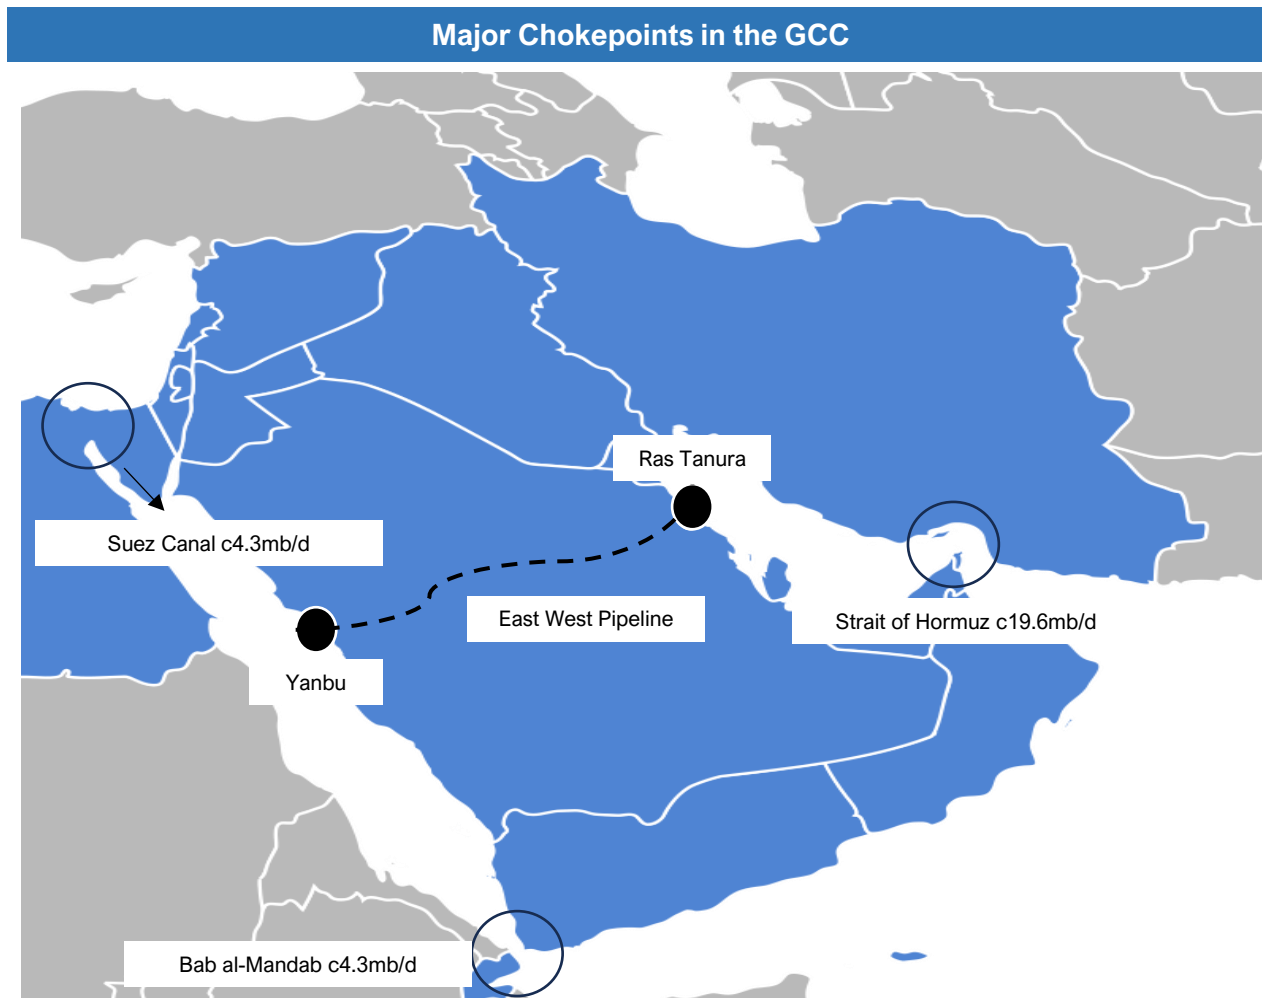 Major Chokepoints in the GCC
Ras Tanura
Suez Canal c4.3mb/d
East West Pipeline
Strait of Hormuz c19.6mb/d
Yanbu
Bab al-Mandab c4.3mb/d